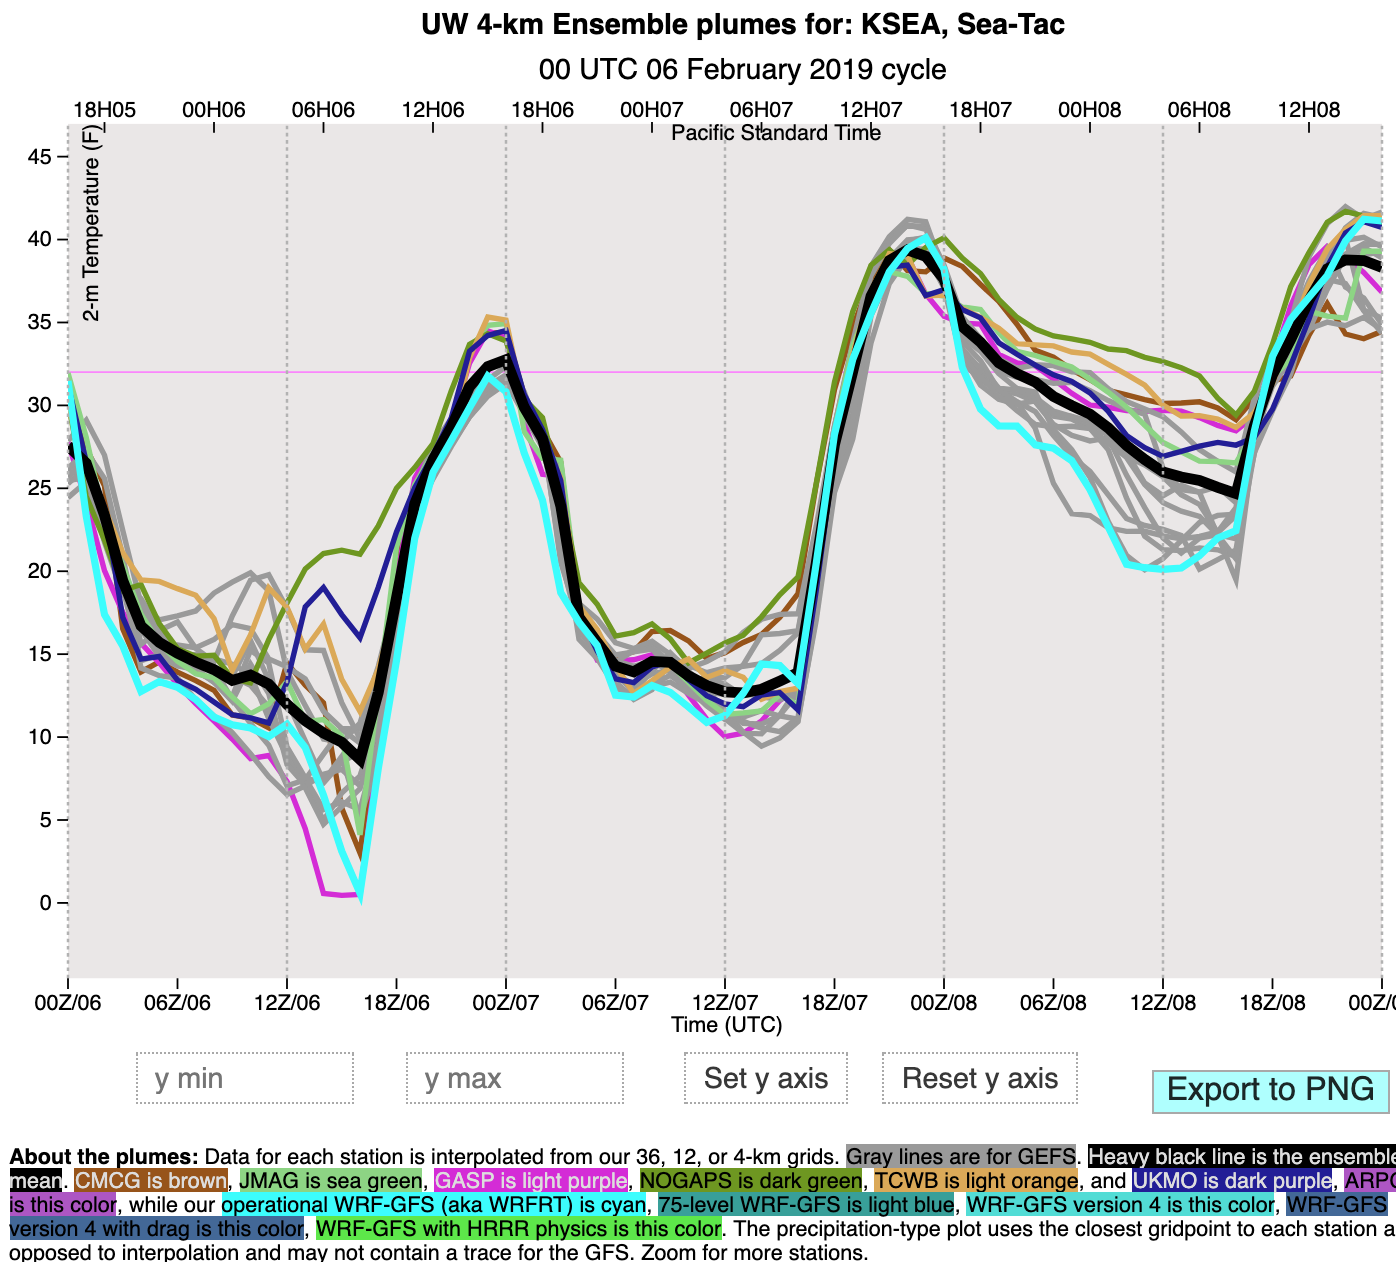 UW 4-km Ensemble plumes for: KSEA, Sea-Tac
00 UTC 06 February 2019 cycle
18H05 00H06 06H06 12H06 18H06 00H07 06H07 12H07 18H07 00H08 06H08 12H08
Pacific Standard Time
2-m Temperature (F)
45
40
35
30
25
20
15
10
5
0
00Z/06 06Z/06 12Z/06 18Z/06 00Z/07 06Z/07 12Z/07 18Z/07 00Z/08 06Z/08 12Z/08 18Z/08 00Z/0
Time (UTC)
y min y max Set y axis Reset y axis Export to PNG
About the plumes: Data for each station is interpolated from our 36, 12, or 4-km grids. Gray lines are for GEFS. Heavy black line is the ensemble
mean. CMCG is brown, JMAG is sea green, GASP is light purple, NOGAPS is dark green, TCWB is light orange, and UKMO is dark purple, ARPC
is this color, while our operational WRF-GFS (aka WRFRT) is cyan, 75-level WRF-GFS is light blue, WRF-GFS version 4 is this color, WRF-GFS
version 4 with drag is this color, WRF-GFS with HRRR physics is this color. The precipitation-type plot uses the closest gridpoint to each station a
opposed to interpolation and may not contain a trace for the GFS. Zoom for more stations.